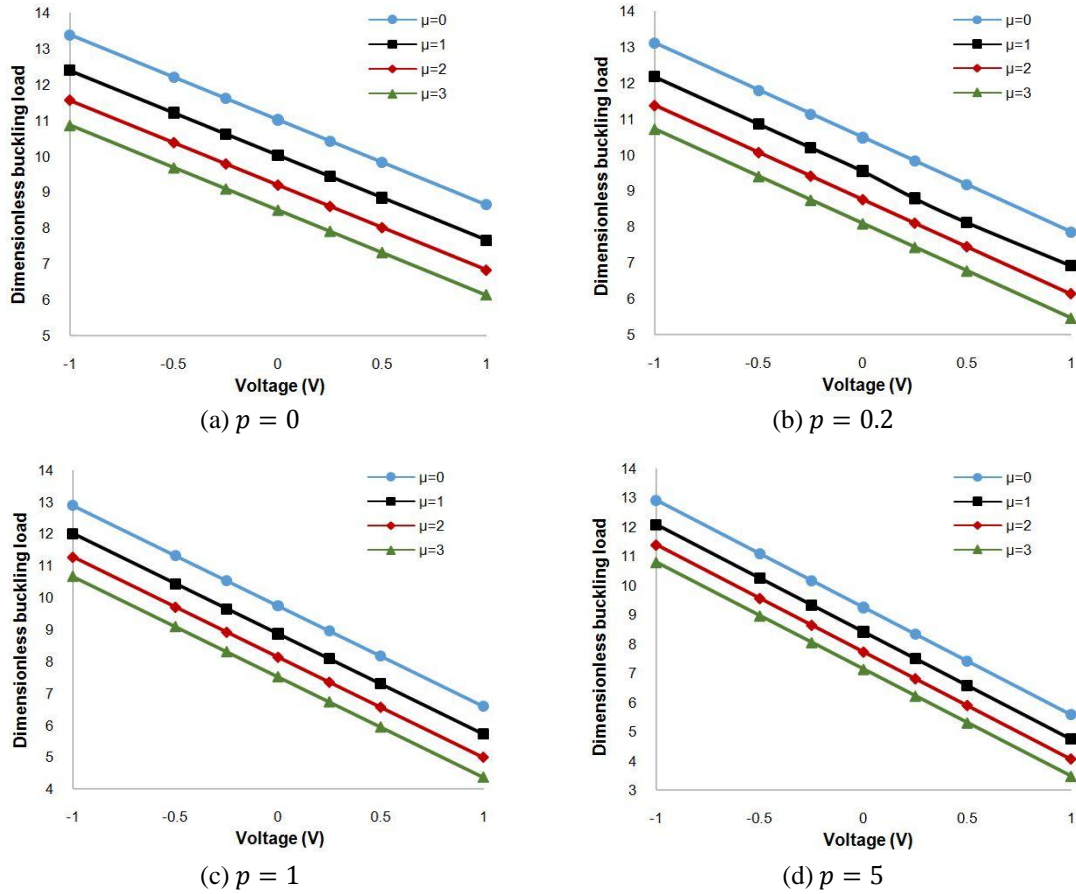 Dimensionless buckling load
14
13
12
11
10
9
8
7
6
5
-1
-0.5
0
0.5
1
Voltage (V)
μ=0
μ=1
μ=2
μ=3
(a) p = 0
Dimensionless buckling load
14
13
12
11
10
9
8
7
6
5
-1
-0.5
0
0.5
1
Voltage (V)
μ=0
μ=1
μ=2
μ=3
(b) p = 0.2
Dimensionless buckling load
14
13
12
11
10
9
8
7
6
5
4
-1
-0.5
0
0.5
1
Voltage (V)
μ=0
μ=1
μ=2
μ=3
(c) p = 1
Dimensionless buckling load
14
13
12
11
10
9
8
7
6
5
4
3
-1
-0.5
0
0.5
1
Voltage (V)
μ=0
μ=1
μ=2
μ=3
(d) p = 5